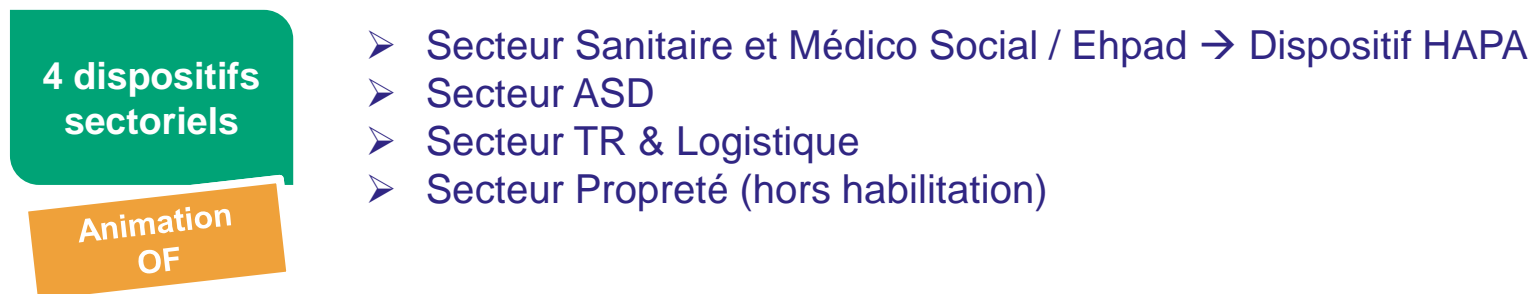 4 dispositifs
sectoriels
Animation
OF
➢ Secteur Sanitaire et Médico Social / Ehpad → Dispositif HAPA
➢ Secteur ASD
➢ Secteur TR & Logistique
➢ Secteur Propreté (hors habilitation)